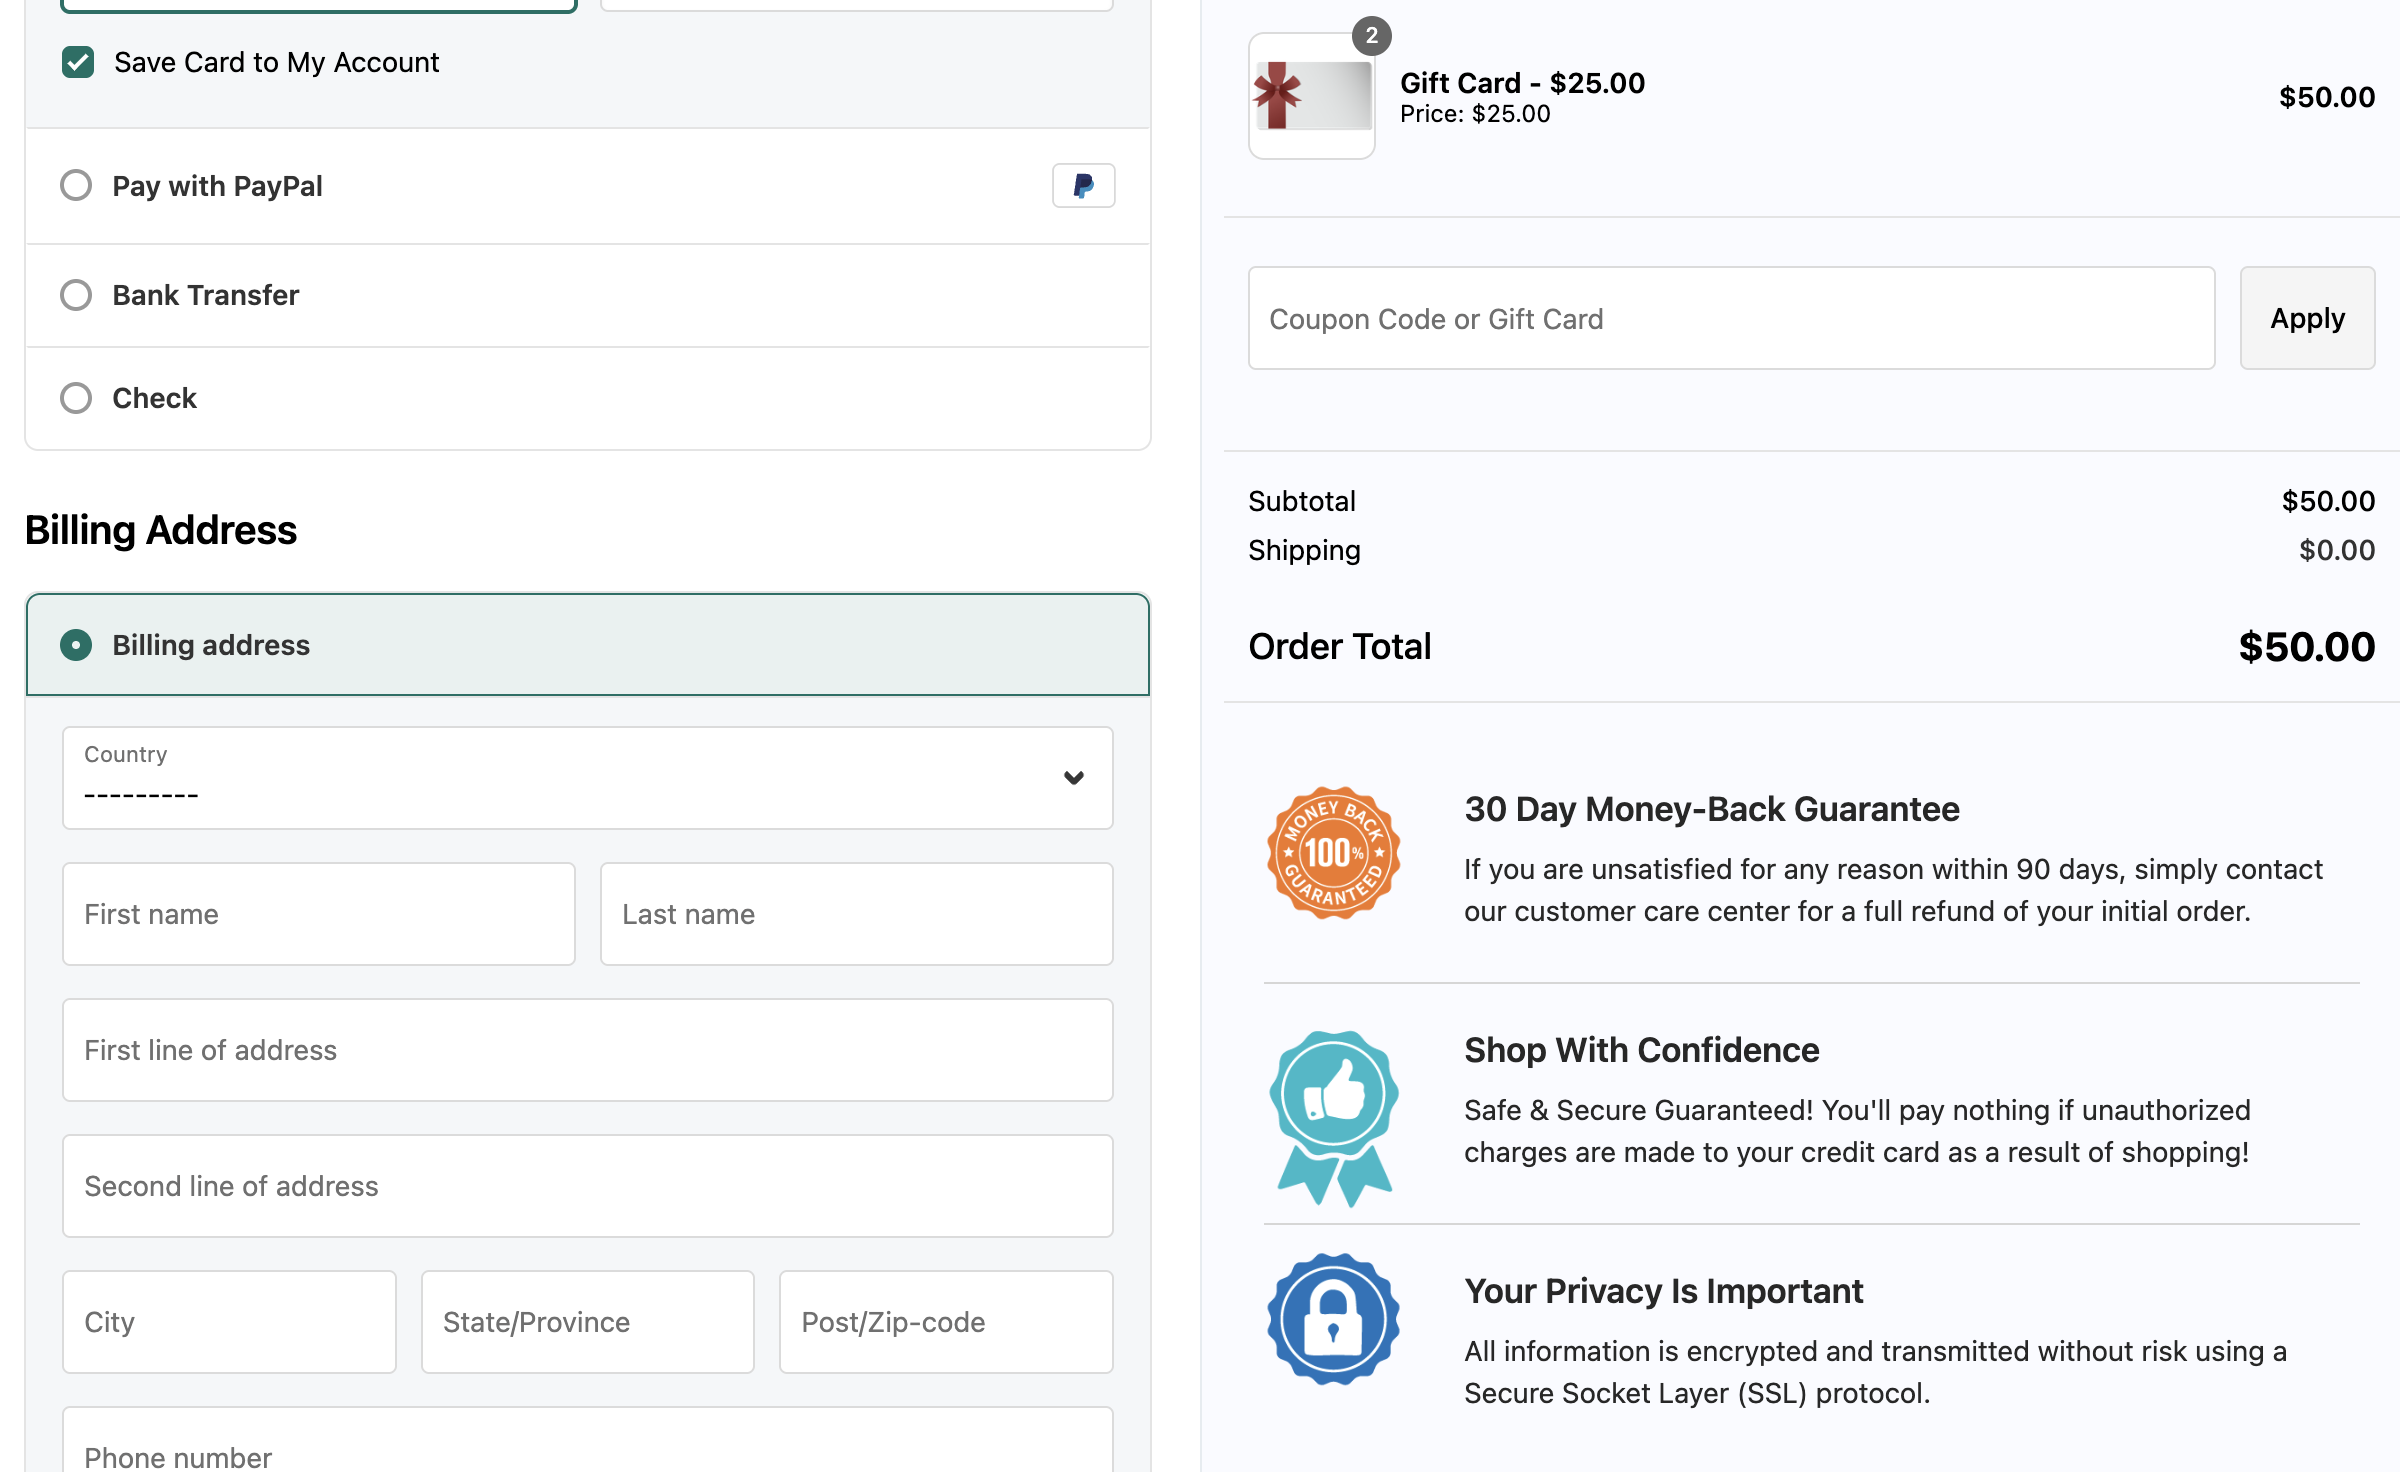 Save Card to My Account
Pay with PayPal
Bank Transfer
Check
Billing Address
Billing address
Country
---------
First name
Last name
First line of address
Second line of address
City
State/Province
Post/Zip-code
Phone number
2
Gift Card - $25.00
Price: $25.00
$50.00
Coupon Code or Gift Card
Apply
Subtotal
$50.00
Shipping
$0.00
Order Total
$50.00
MONEY BACK
100%
GUARANTEED
30 Day Money-Back Guarantee
If you are unsatisfied for any reason within 90 days, simply contact
our customer care center for a full refund of your initial order.
Shop With Confidence
Safe & Secure Guaranteed! You'll pay nothing if unauthorized
charges are made to your credit card as a result of shopping!
Your Privacy Is Important
All information is encrypted and transmitted without risk using a
Secure Socket Layer (SSL) protocol.